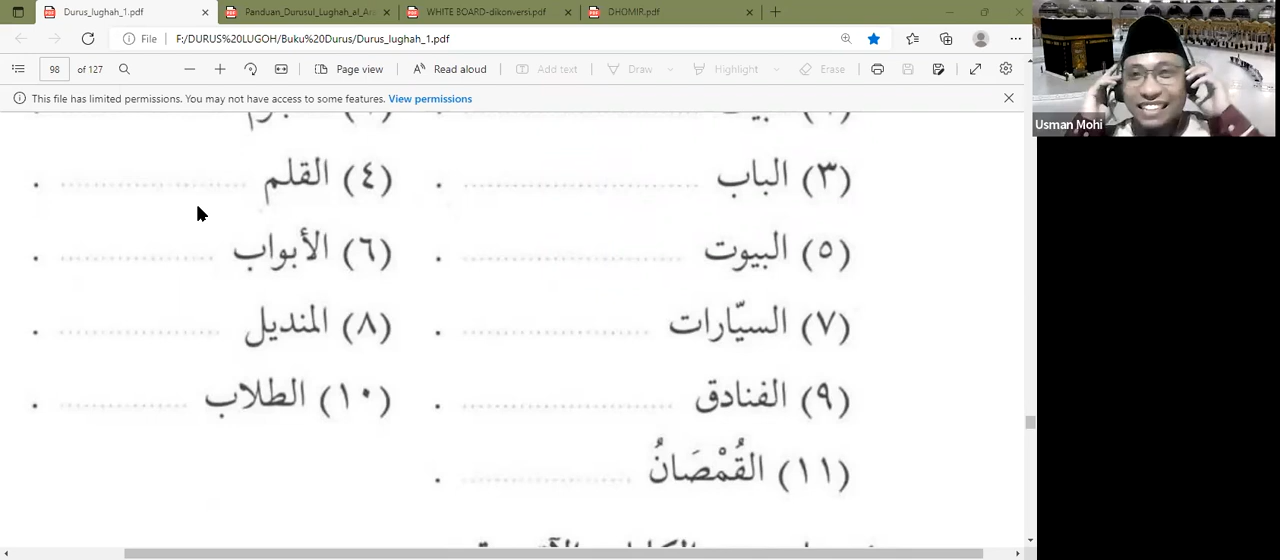 Durus_lughah_1.pdf
Panduan_Durusul_Lughah_al_Ar
WHITE BOARD-dikonversi.pdf
DHOMIR.pdf
File F:/DURUS%20LUGOH/Buku%20Durus/Durus_lughah_1.pdf
98 of 127 Page view Read aloud Add text Draw Highlight Erase
This file has limited permissions. You may not have access to some features. View permissions
Usman Mohi
(٣) الباب ........................ . (٤) القلم ........................ .
(٥) البيوت ........................ . (٦) الأبواب ........................ .
(٧) السيّارات ........................ . (٨) المنديل ........................ .
(٩) الفنادق ........................ . (١٠) الطلاب ........................ .
(١١) القُمْصَانُ ........................ .